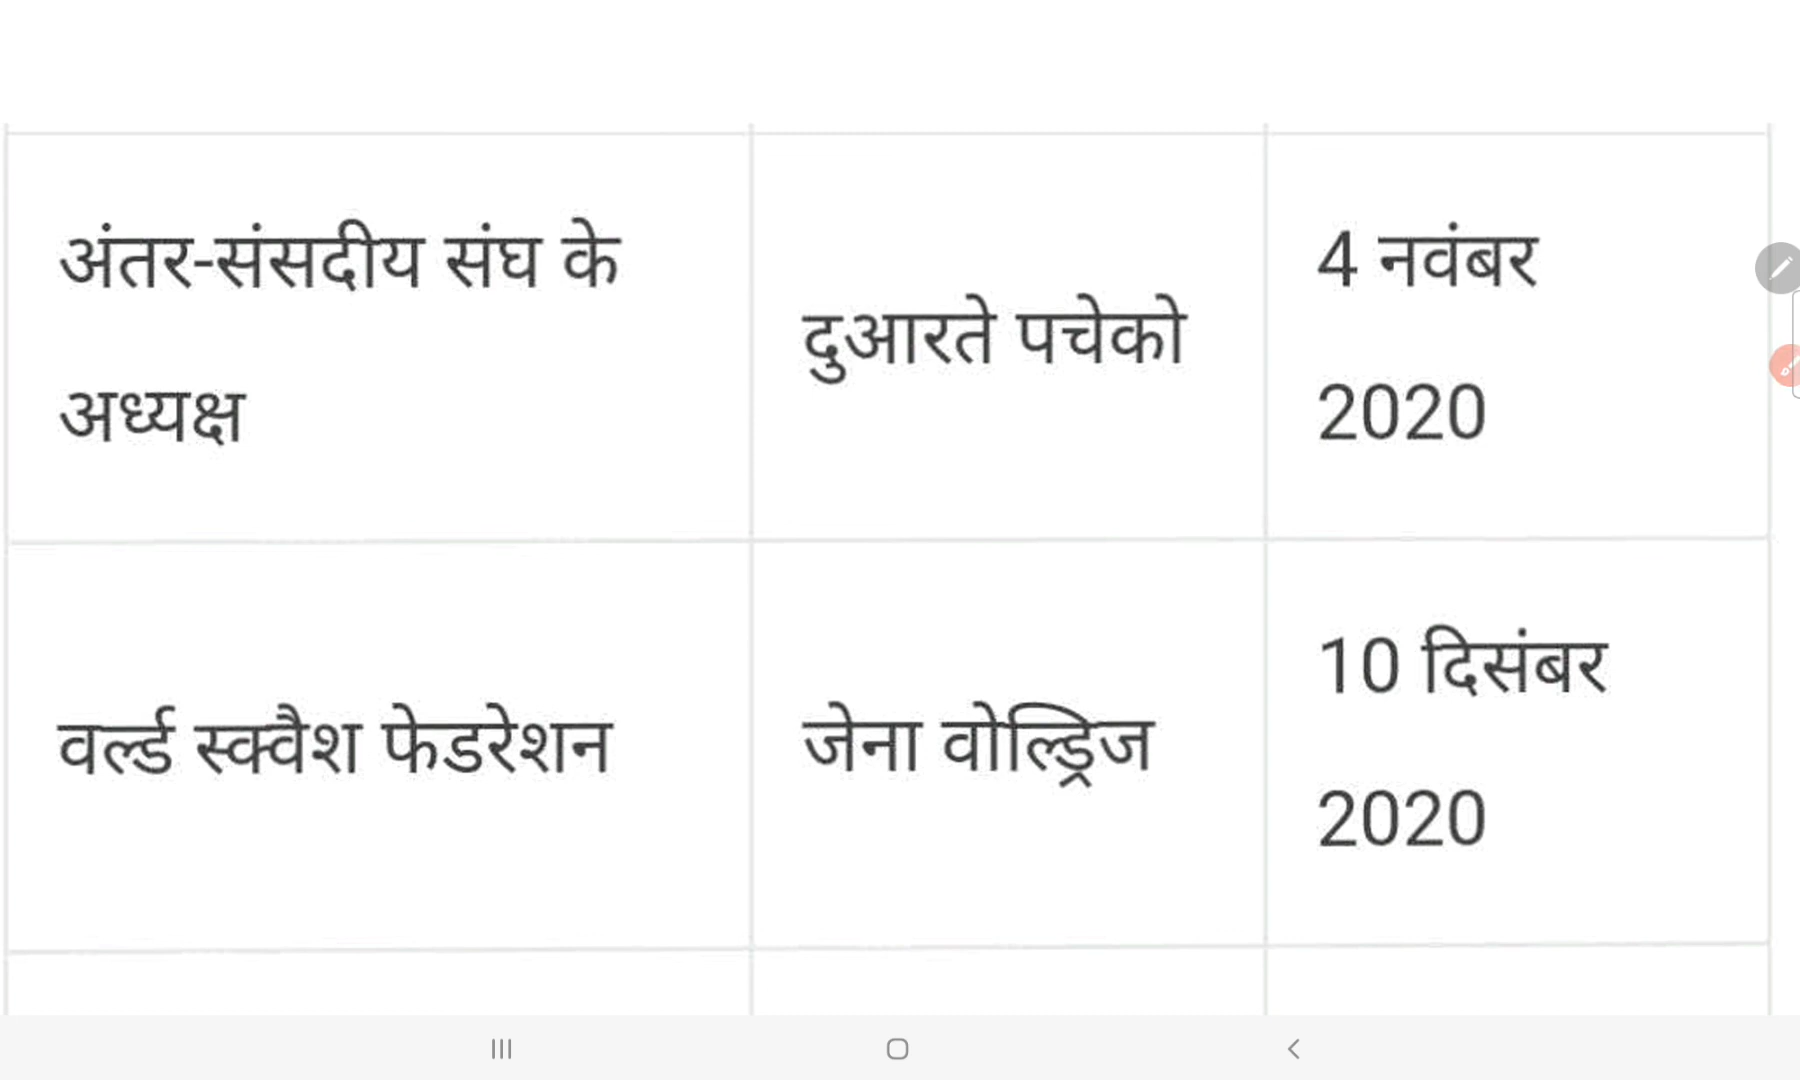 अंतर-संसदीय संघ के
अध्यक्ष
दुआरते पचेको
4 नवंबर
2020
वर्ल्ड स्क्वैश फेडरेशन
जेना वोल्ड्रिज
10 दिसंबर
2020